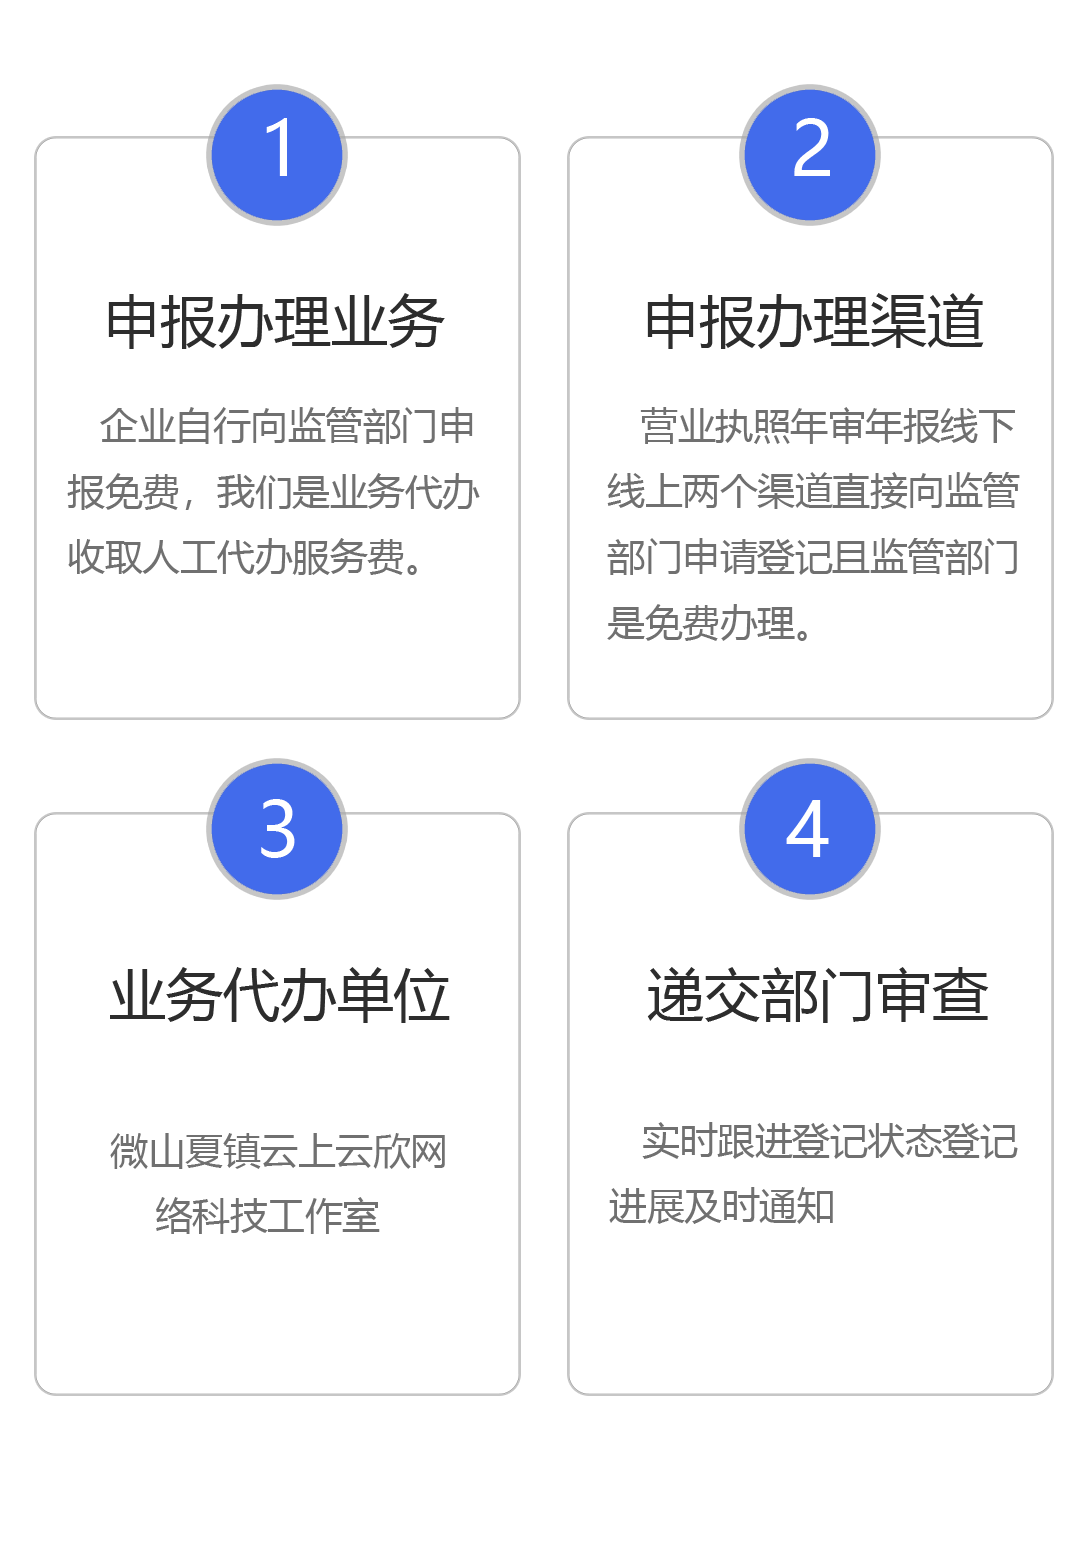 1
申报办理业务
企业自行向监管部门申
报免费，我们是业务代办
收取人工代办服务费。
2
申报办理渠道
营业执照年审年报线下
线上两个渠道直接向监管
部门申请登记且监管部门
是免费办理。
3
业务代办单位
微山夏镇云上云欣网
络科技工作室
4
递交部门审查
实时跟进登记状态登记
进展及时通知